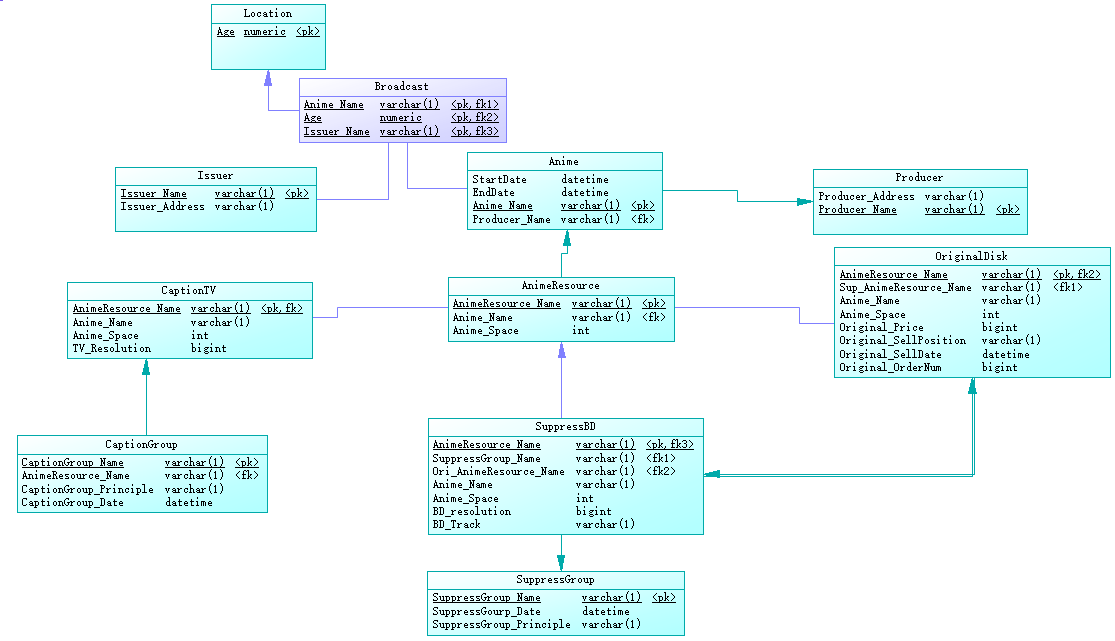 Location
Age numeric <pk>
Broadcast
Anime_Name varchar(1) <pk,fk1>
Age numeric <pk,fk2>
Issuer_Name varchar(1) <pk,fk3>
Issuer
Issuer_Name varchar(1) <pk>
Issuer_Address varchar(1)
Anime
StartDate datetime
EndDate datetime
Anime_Name varchar(1) <pk>
Producer_Name varchar(1) <fk>
Producer
Producer_Address varchar(1)
Producer_Name varchar(1) <pk>
CaptionTV
AnimeResource_Name varchar(1) <pk,fk>
Anime_Name varchar(1)
Anime_Space int
TV_Resolution bigint
AnimeResource
AnimeResource_Name varchar(1) <pk>
Anime_Name varchar(1) <fk>
Anime_Space int
OriginalDisk
AnimeResource_Name varchar(1) <pk,fk2>
Sup_AnimeResource_Name varchar(1) <fk1>
Anime_Name varchar(1)
Anime_Space int
Original_Price bigint
Original_SellPosition varchar(1)
Original_SellDate datetime
Original_OrderNum bigint
CaptionGroup
CaptionGroup_Name varchar(1) <pk>
AnimeResource_Name varchar(1) <fk>
CaptionGroup_Principle varchar(1)
CaptionGroup_Date datetime
SuppressBD
AnimeResource_Name varchar(1) <pk,fk3>
SuppressGroup_Name varchar(1) <fk1>
Ori_AnimeResource_Name varchar(1) <fk2>
Anime_Name varchar(1)
Anime_Space int
BD_resolution bigint
BD_Track varchar(1)
SuppressGroup
SuppressGroup_Name varchar(1) <pk>
SuppressGourp_Date datetime
SuppressGroup_Principle varchar(1)